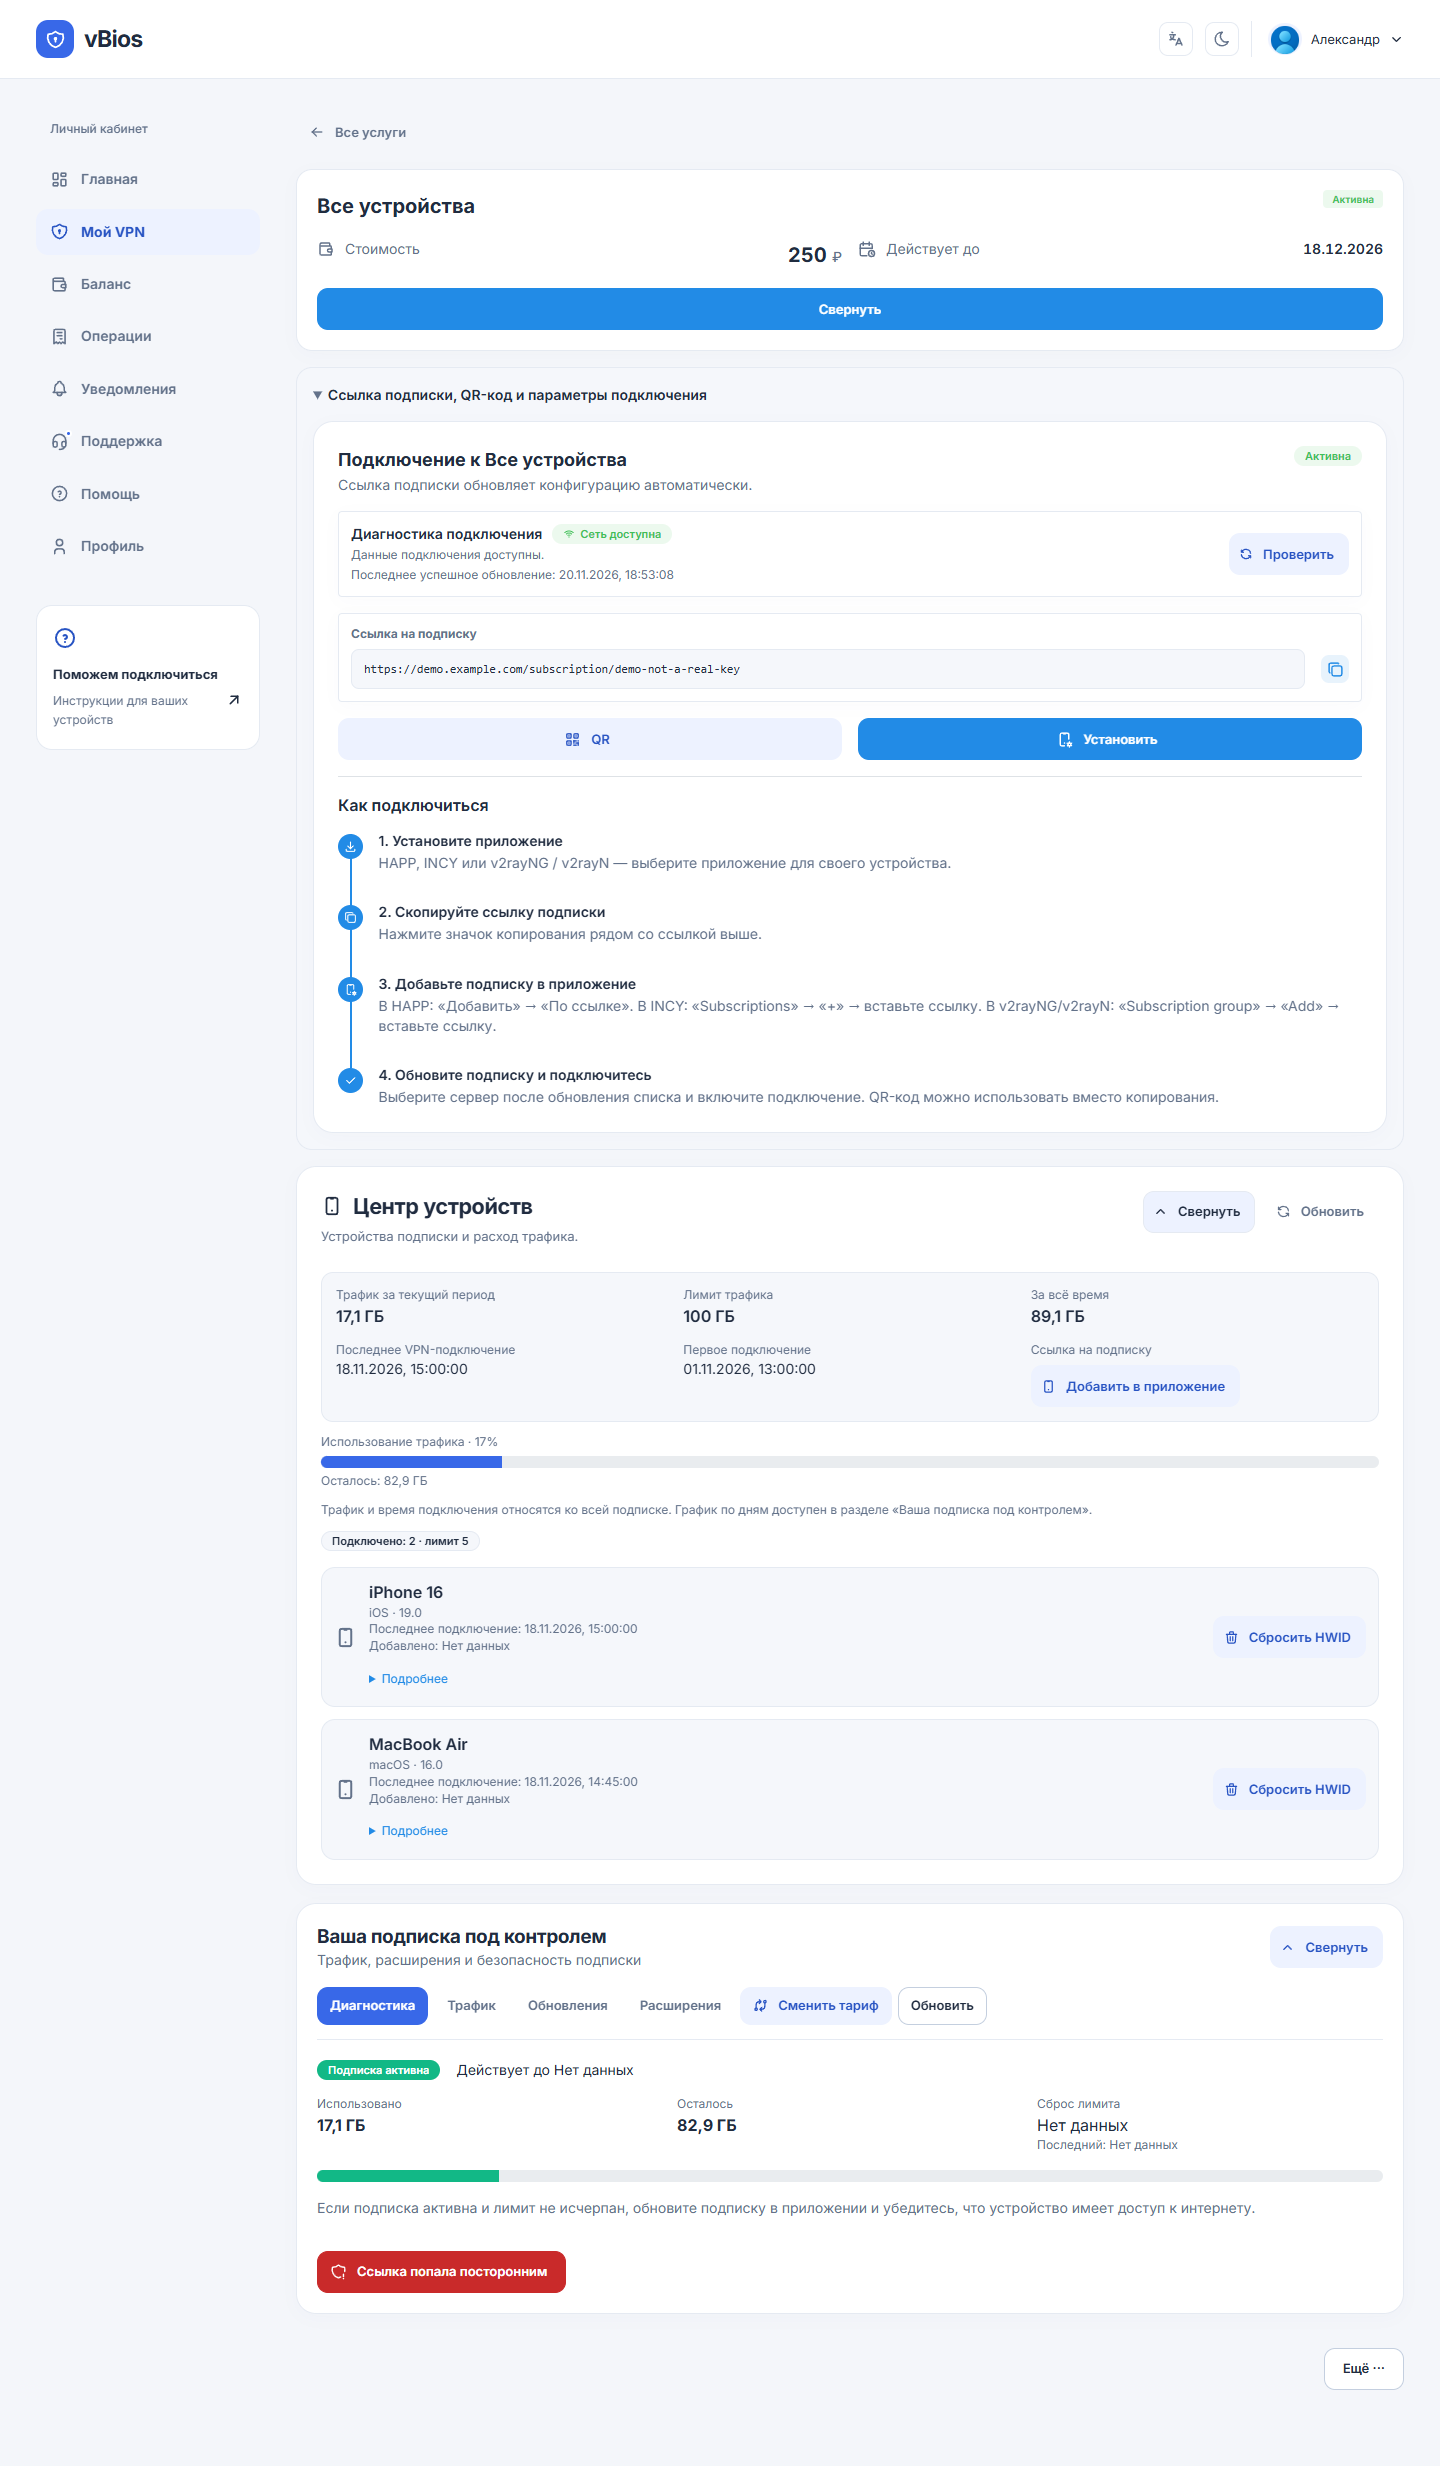 vBios
Александр
Личный кабинет
Главная
Мой VPN
Баланс
Операции
Уведомления
Поддержка
Помощь
Профиль
Поможем подключиться
Инструкции для ваших
устройств
Все услуги
Все устройства
Активна
Стоимость
250 ₽
Действует до
18.12.2026
Свернуть
Ссылка подписки, QR-код и параметры подключения
Подключение к Все устройства
Активна
Ссылка подписки обновляет конфигурацию автоматически.
Диагностика подключения
Сеть доступна
Данные подключения доступны.
Последнее успешное обновление: 20.11.2026, 18:53:08
Проверить
Ссылка на подписку
https://demo.example.com/subscription/demo-not-a-real-key
QR
Установить
Как подключиться
1. Установите приложение
HAPP, INCY или v2rayNG / v2rayN — выберите приложение для своего устройства.
2. Скопируйте ссылку подписки
Нажмите значок копирования рядом со ссылкой выше.
3. Добавьте подписку в приложение
В HAPP: «Добавить» → «По ссылке». В INCY: «Subscriptions» → «+» → вставьте ссылку. В v2rayNG/v2rayN: «Subscription group» → «Add» →
вставьте ссылку.
4. Обновите подписку и подключитесь
Выберите сервер после обновления списка и включите подключение. QR-код можно использовать вместо копирования.
Центр устройств
Устройства подписки и расход трафика.
Свернуть
Обновить
Трафик за текущий период
17,1 ГБ
Лимит трафика
100 ГБ
За всё время
89,1 ГБ
Последнее VPN-подключение
18.11.2026, 15:00:00
Первое подключение
01.11.2026, 13:00:00
Ссылка на подписку
Добавить в приложение
Использование трафика · 17%
Осталось: 82,9 ГБ
Трафик и время подключения относятся ко всей подписке. График по дням доступен в разделе «Ваша подписка под контролем».
Подключено: 2 · лимит 5
iPhone 16
iOS · 19.0
Последнее подключение: 18.11.2026, 15:00:00
Добавлено: Нет данных
Подробнее
Сбросить HWID
MacBook Air
macOS · 16.0
Последнее подключение: 18.11.2026, 14:45:00
Добавлено: Нет данных
Подробнее
Сбросить HWID
Ваша подписка под контролем
Трафик, расширения и безопасность подписки
Свернуть
Диагностика
Трафик
Обновления
Расширения
Сменить тариф
Обновить
Подписка активна
Действует до Нет данных
Использовано
17,1 ГБ
Осталось
82,9 ГБ
Сброс лимита
Нет данных
Последний: Нет данных
Если подписка активна и лимит не исчерпан, обновите подписку в приложении и убедитесь, что устройство имеет доступ к интернету.
Ссылка попала посторонним
Ещё ···